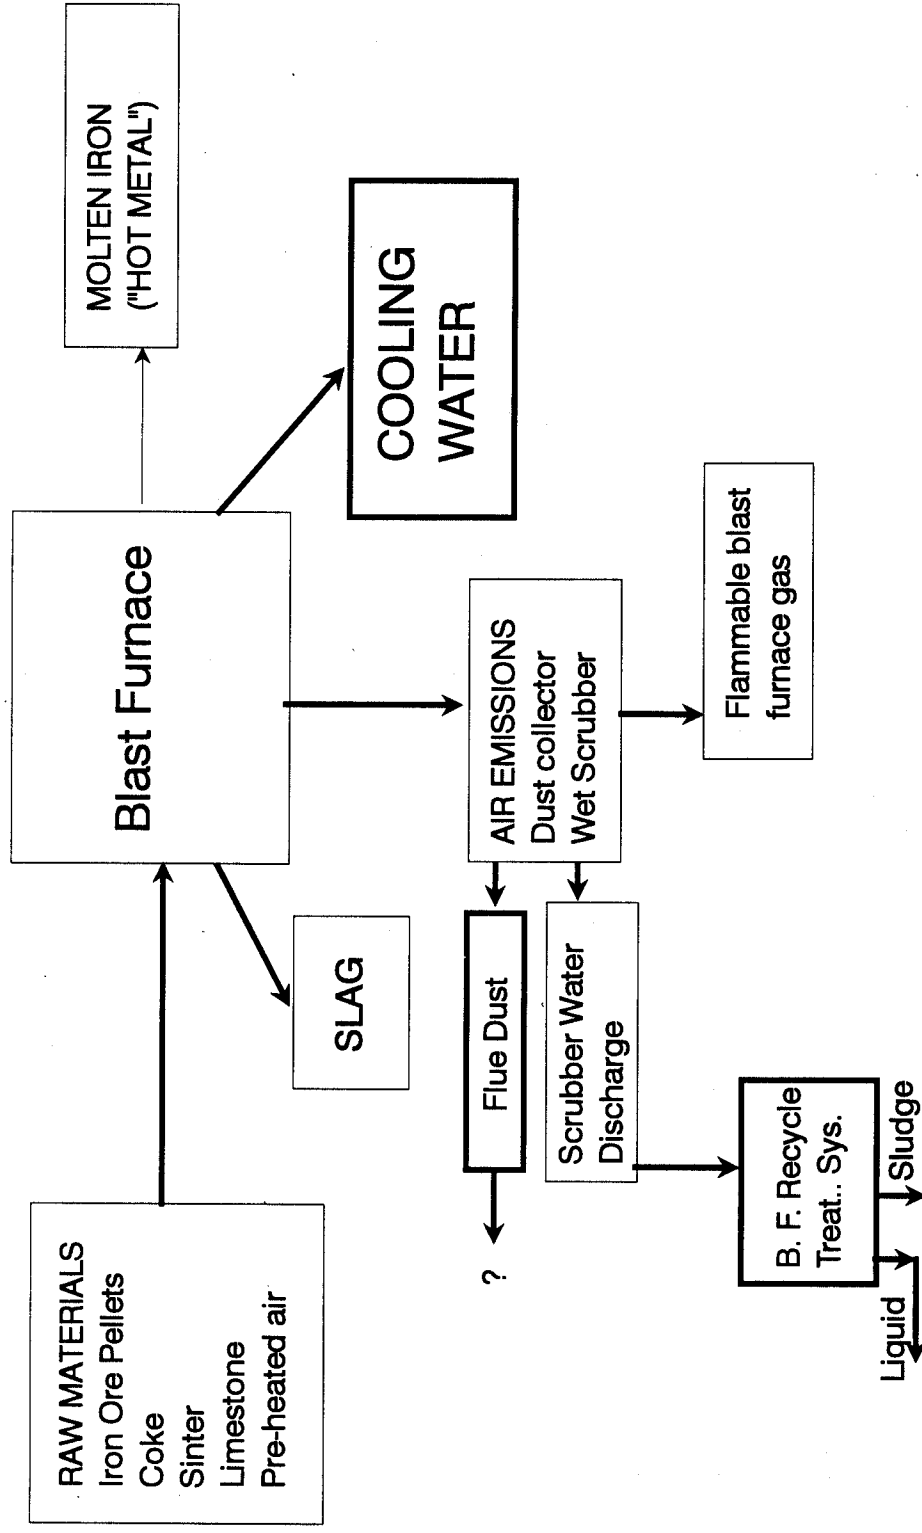 RAW MATERIALS
Iron Ore Pellets
Coke
Sinter
Limestone
Pre-heated air
Blast Furnace
MOLTEN IRON
("HOT METAL")
SLAG
COOLING
WATER
AIR EMISSIONS
Dust collector
Wet Scrubber
Flue Dust
?
Scrubber Water
Discharge
Flammable blast
furnace gas
B. F. Recycle
Treat.. Sys.
Liquid
Sludge